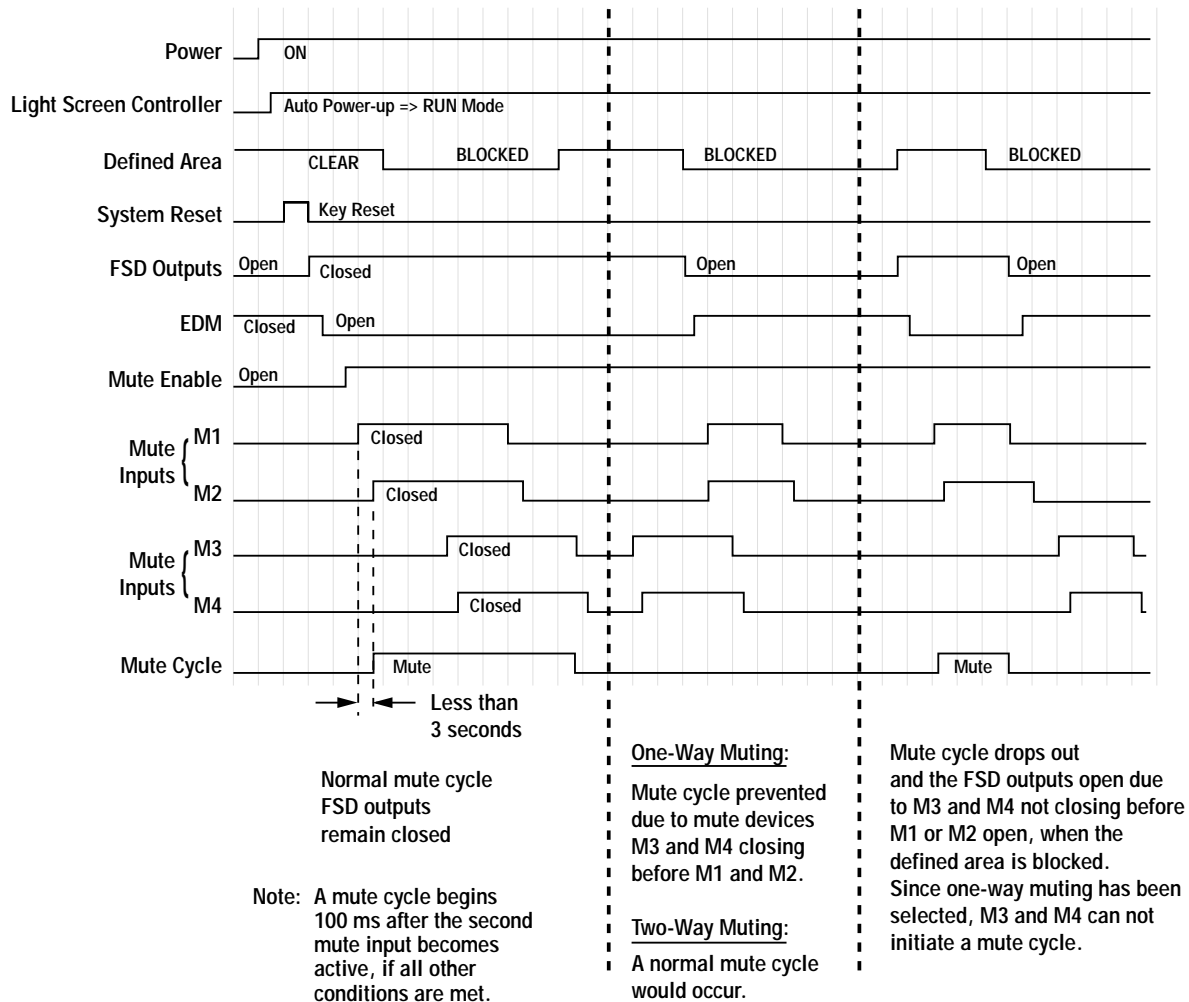 Power
ON
Light Screen Controller
Auto Power-up => RUN Mode
Defined Area
CLEAR
BLOCKED
BLOCKED
BLOCKED
System Reset
Key Reset
FSD Outputs
Open
Closed
Open
Open
EDM
Closed
Open
Mute Enable
Open
Mute
Inputs
M1
Closed
M2
Closed
Mute
Inputs
M3
Closed
M4
Closed
Mute Cycle
Mute
Mute
Less than
3 seconds
Normal mute cycle
FSD outputs
remain closed
Note: A mute cycle begins
100 ms after the second
mute input becomes
active, if all other
conditions are met.
One-Way Muting:
Mute cycle prevented
due to mute devices
M3 and M4 closing
before M1 and M2.
Two-Way Muting:
A normal mute cycle
would occur.
Mute cycle drops out
and the FSD outputs open due
to M3 and M4 not closing before
M1 or M2 open, when the
defined area is blocked.
Since one-way muting has been
selected, M3 and M4 can not
initiate a mute cycle.